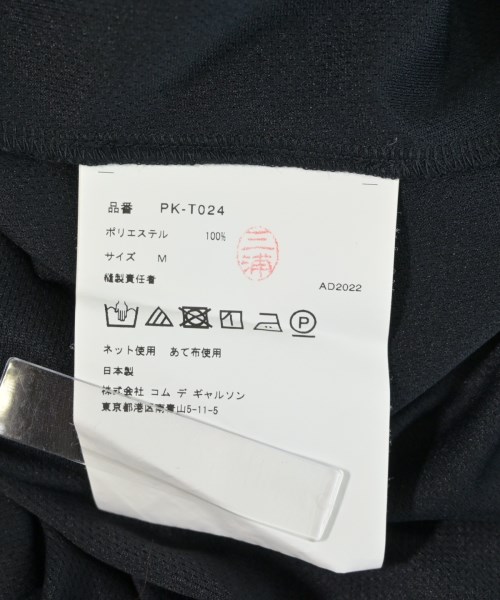 品番 PK-T024
ポリエステル 100%
サイズ M
縫製責任者 三浦
AD2022
P
ネット使用 あて布使用
日本製
株式会社 コム デ ギャルソン
東京都港区南青山5-11-5